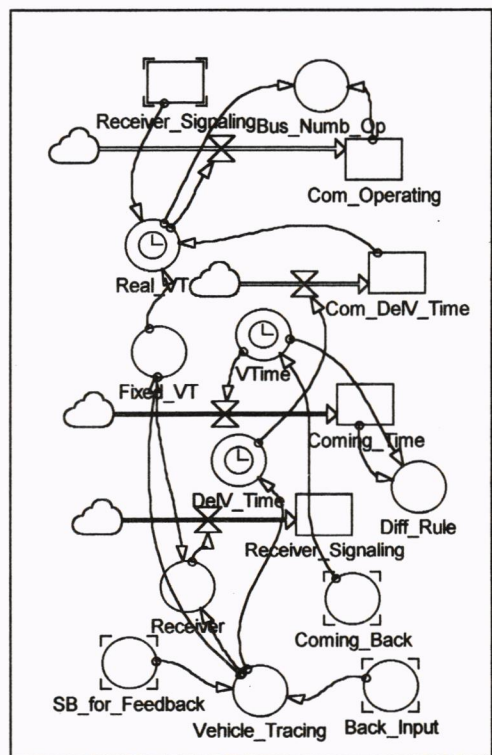 Receiver_Signaling
Bus_Numb_Op
Com_Operating
Real_VT
Com_DelV_Time
Fixed_VT
VTime
Coming_Time
DelV_Time
Diff_Rule
Receiver_Signaling
Receiver
Coming_Back
SB_for_Feedback
Vehicle_Tracing
Back_Input